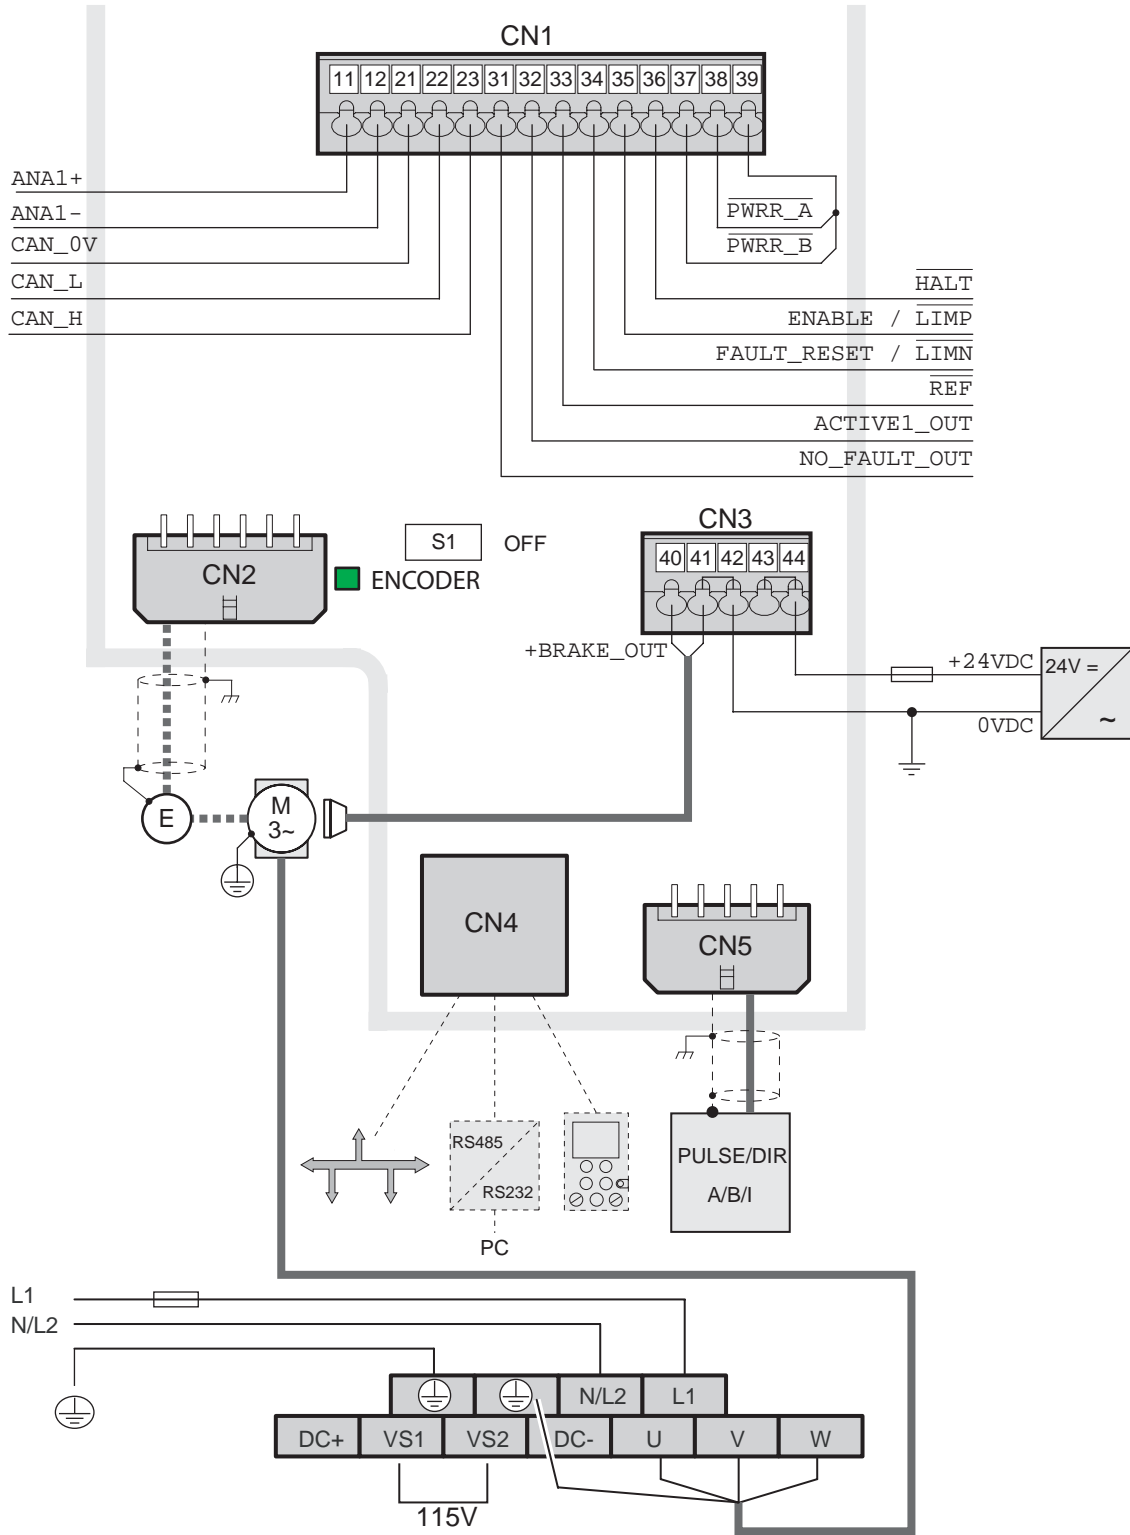 CN1
11 12 21 22 23 31 32 33 34 35 36 37 38 39
ANA1+
ANA1-
CAN_0V
CAN_L
CAN_H
PWRR_A
PWRR_B
HALT
ENABLE / LIMP
FAULT_RESET / LIMN
REF
ACTIVE1_OUT
NO_FAULT_OUT
CN2
S1 OFF
ENCODER
CN3
40 41 42 43 44
+BRAKE_OUT
+24VDC
0VDC
24V =
~
E
M
3~
CN4
CN5
RS485
RS232
PC
PULSE/DIR
A/B/I
L1
N/L2
N/L2 L1
DC+ VS1 VS2 DC- U V W
115V